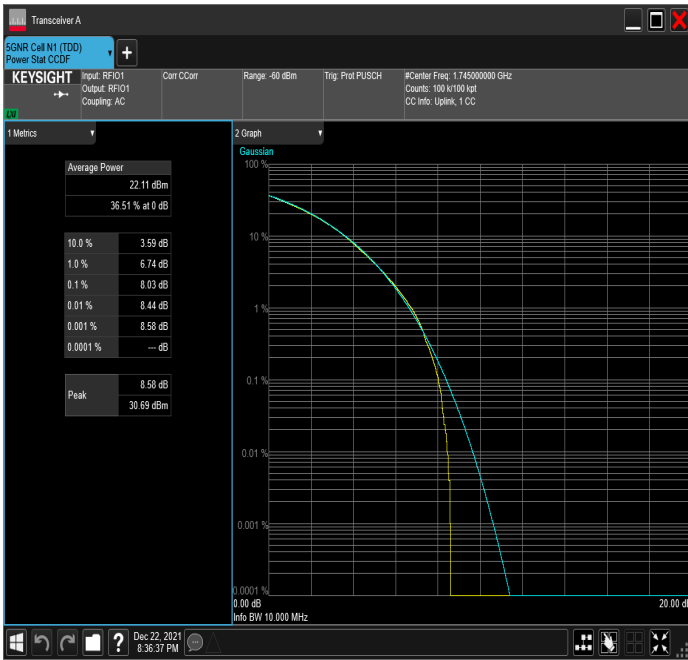 Transceiver A
5GNR Cell N1 (TDD)
Power Stat CCDF
KEYSIGHT
Input: RFIO1
Output: RFIO1
Coupling: AC
Corr CCorr
Range: -60 dBm
Trig: Prot PUSCH
#Center Freq: 1.745000000 GHz
Counts: 100 k/100 kpt
CC Info: Uplink, 1 CC
LXI
1 Metrics
Average Power
22.11 dBm
36.51 % at 0 dB
10.0 % 3.59 dB
1.0 % 6.74 dB
0.1 % 8.03 dB
0.01 % 8.44 dB
0.001 % 8.58 dB
0.0001 % --- dB
Peak
8.58 dB
30.69 dBm
2 Graph
Gaussian
100 %
10 %
1 %
0.1 %
0.01 %
0.001 %
0.0001 %
0.00 dB
20.00 dB
Info BW 10.000 MHz
?
Dec 22, 2021
8:36:37 PM